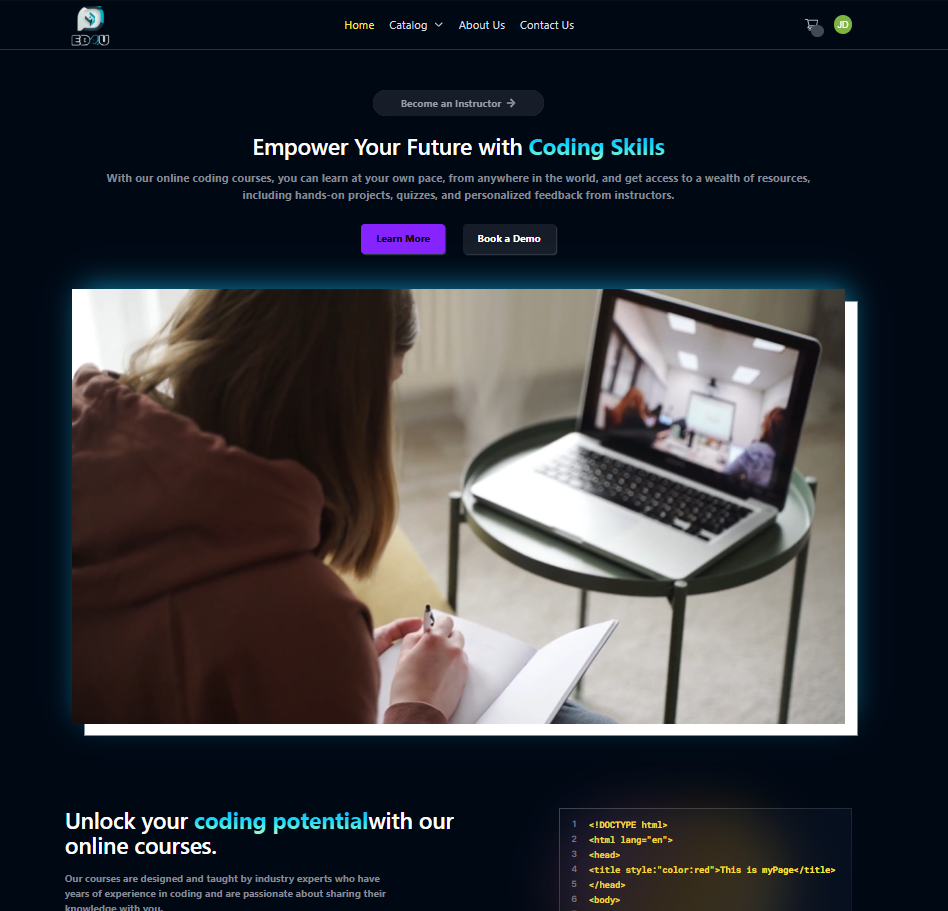 ED4U
Home Catalog About Us Contact Us
JD
Become an Instructor →
Empower Your Future with Coding Skills
With our online coding courses, you can learn at your own pace, from anywhere in the world, and get access to a wealth of resources,
including hands-on projects, quizzes, and personalized feedback from instructors.
Learn More
Book a Demo
Unlock your coding potentialwith our
online courses.
Our courses are designed and taught by industry experts who have
years of experience in coding and are passionate about sharing their
knowledge with you.
1 <!DOCTYPE html>
2 <html lang="en">
3 <head>
4 <title style:"color:red">This is myPage</title>
5 </head>
6 <body>